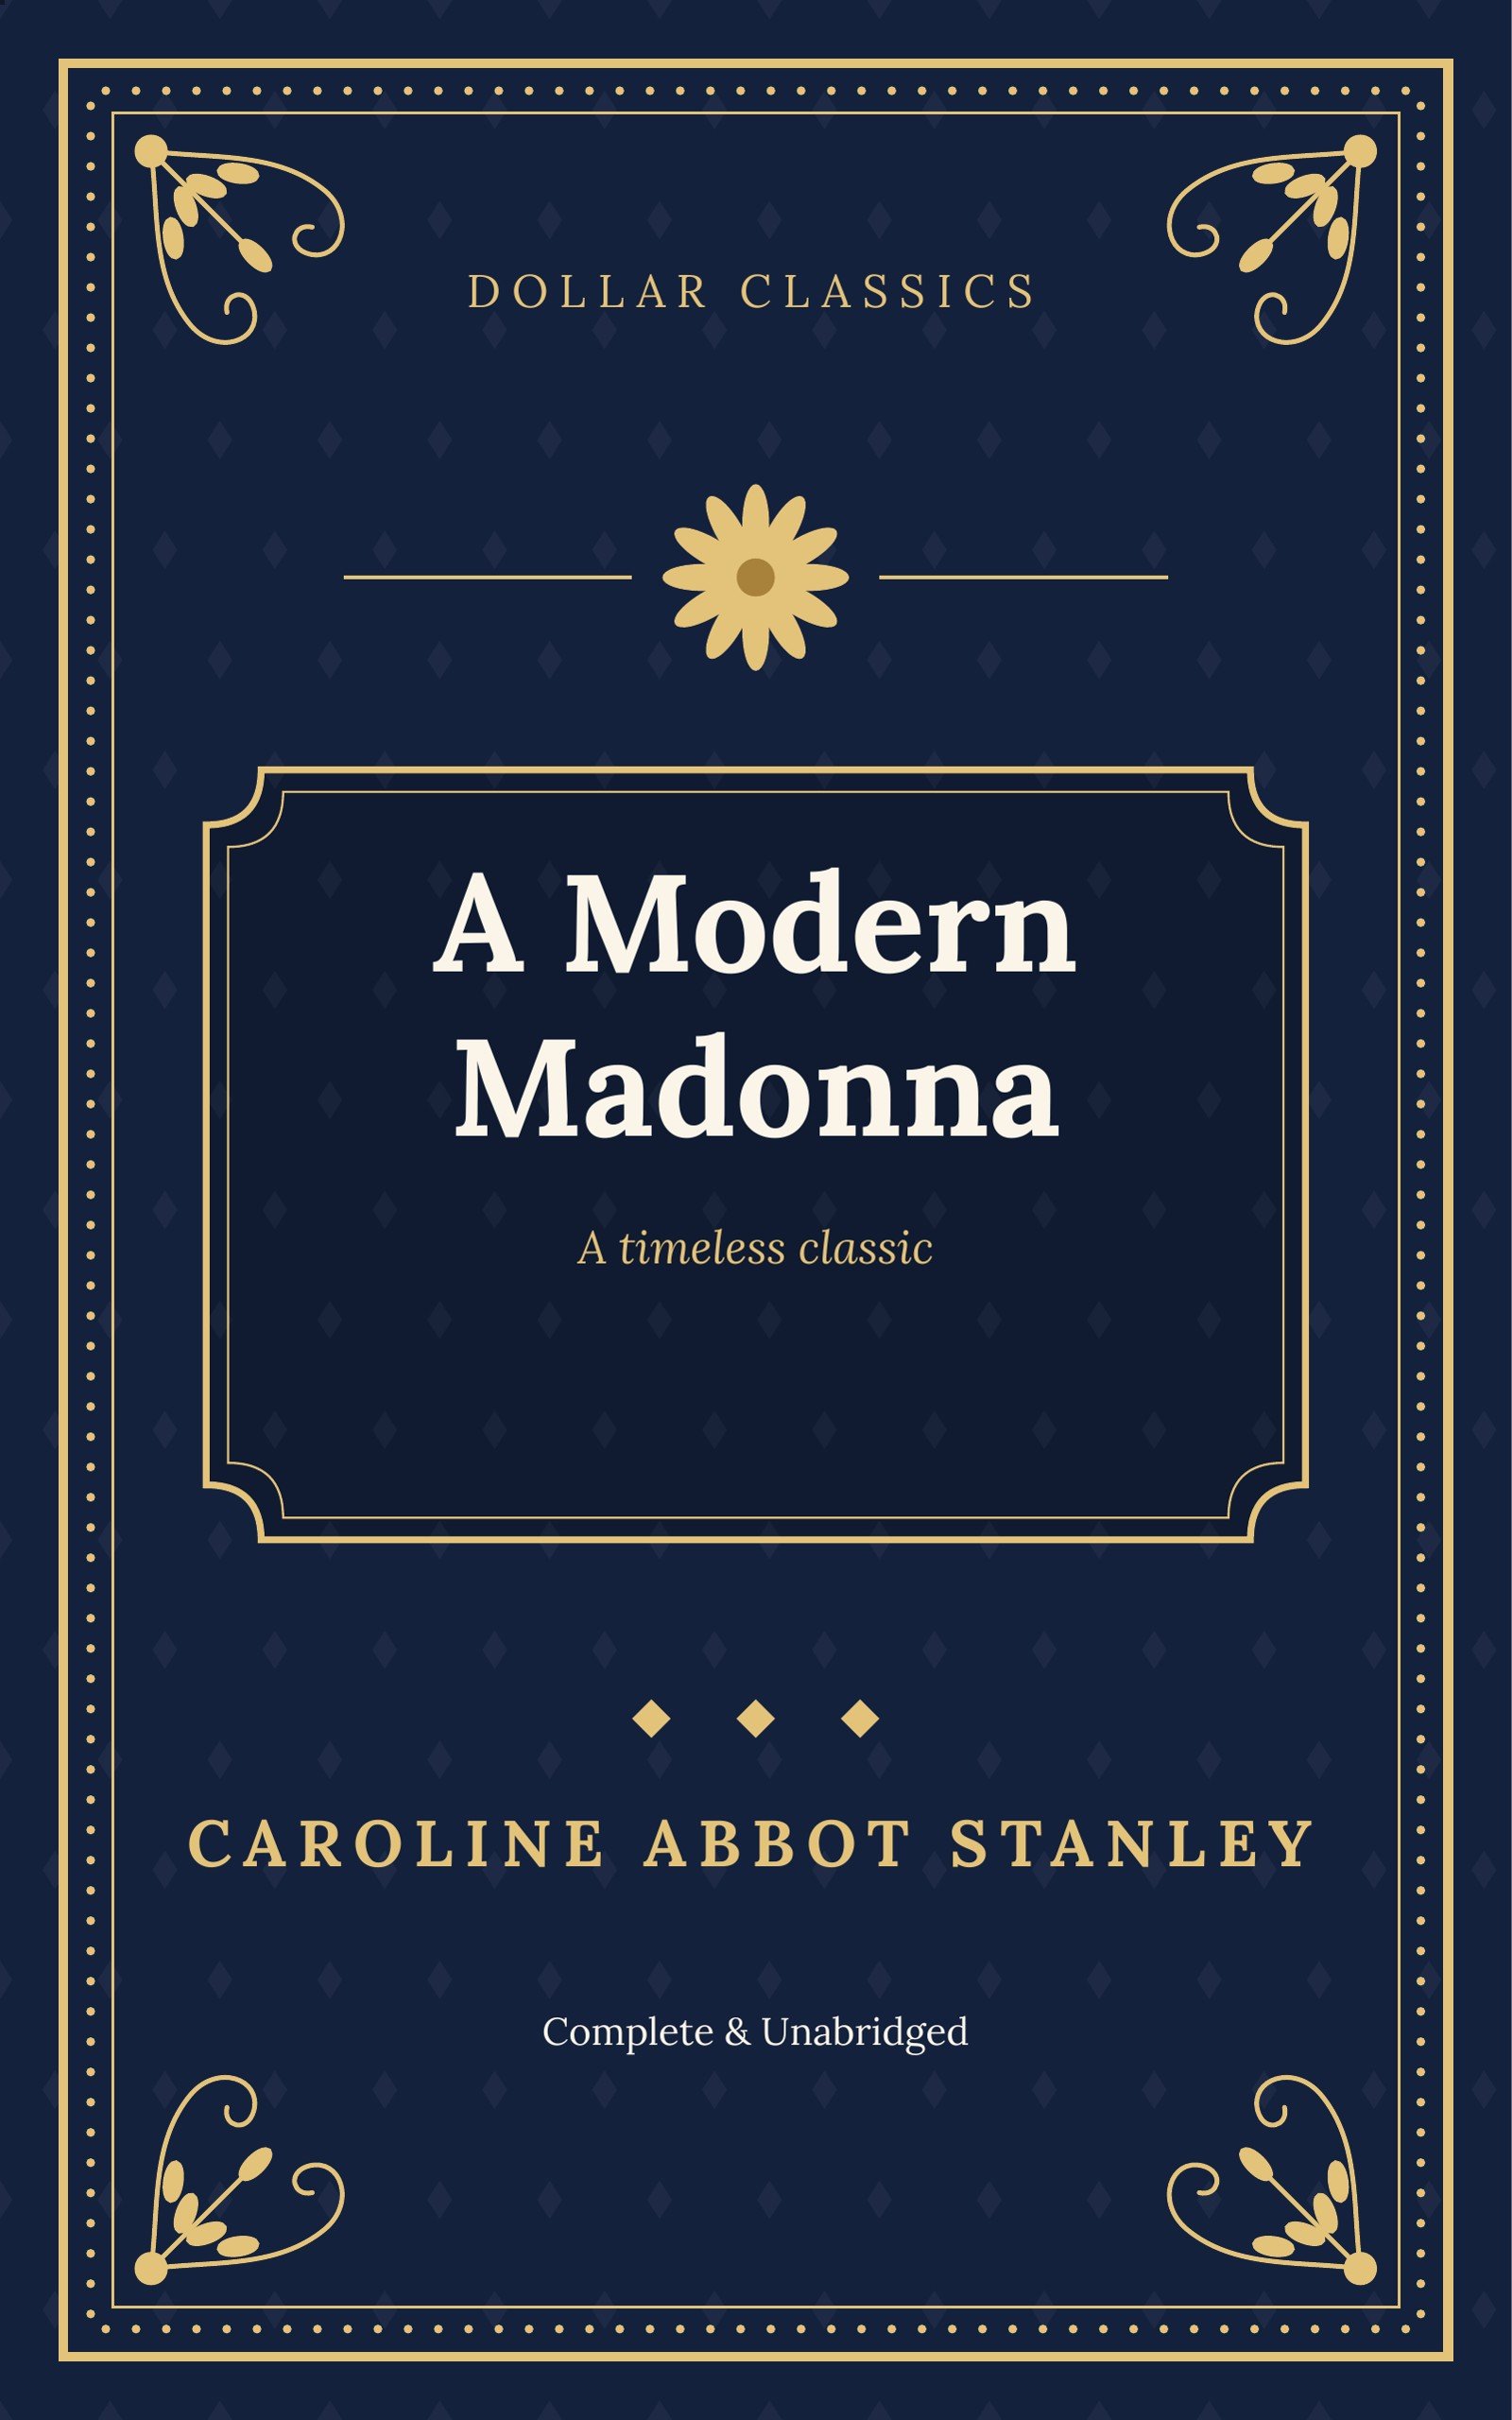 DOLLAR CLASSICS
A Modern
Madonna
A timeless classic
CAROLINE ABBOT STANLEY
Complete & Unabridged